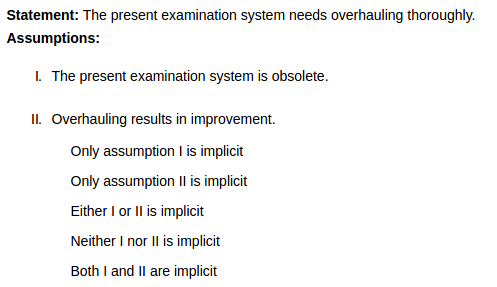 Statement: The present examination system needs overhauling thoroughly.
Assumptions:
I. The present examination system is obsolete.
II. Overhauling results in improvement.
Only assumption I is implicit
Only assumption II is implicit
Either I or II is implicit
Neither I nor II is implicit
Both I and II are implicit